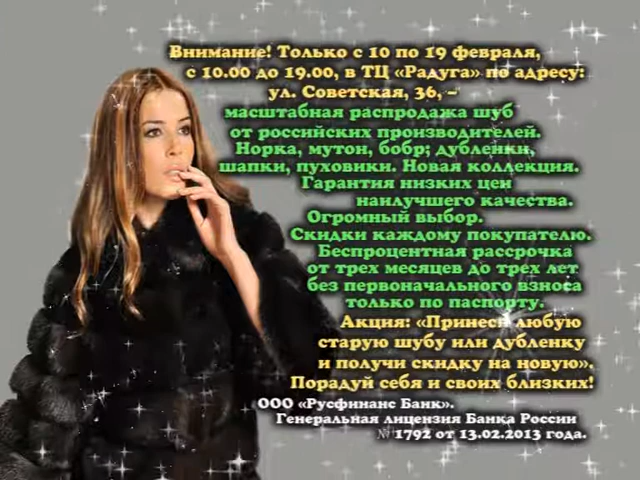 Внимание! Только с 10 по 19 февраля,
с 10.00 до 19.00, в ТЦ «Радуга» по адресу:
ул. Советская, 36, –
масштабная распродажа шуб
от российских производителей.
Норка, мутон, бобр; дубленки,
шапки, пуховики. Новая коллекция.
Гарантия низких цен
наилучшего качества.
Огромный выбор.
Скидки каждому покупателю.
Беспроцентная рассрочка
от трех месяцев до трех лет
без первоначального взноса
только по паспорту.
Акция: «Принеси любую
старую шубу или дубленку
и получи скидку на новую».
Порадуй себя и своих близких!
ООО «Русфинанс Банк».
Генеральная лицензия Банка России
№ 1792 от 13.02.2013 года.